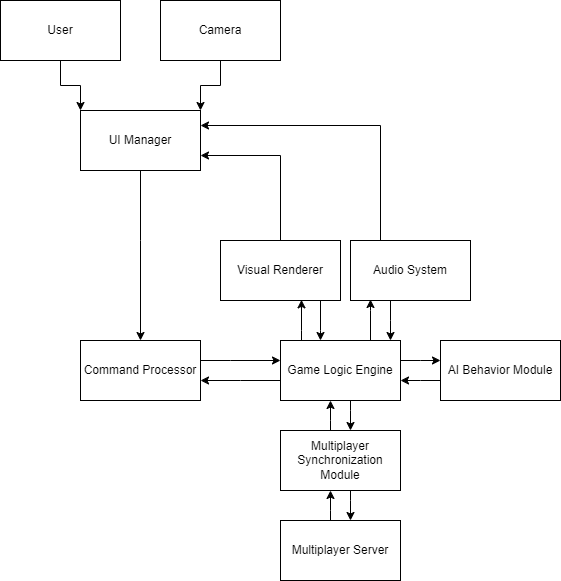 User
Camera
UI Manager
Visual Renderer
Audio System
Command Processor
Game Logic Engine
AI Behavior Module
Multiplayer
Synchronization
Module
Multiplayer Server